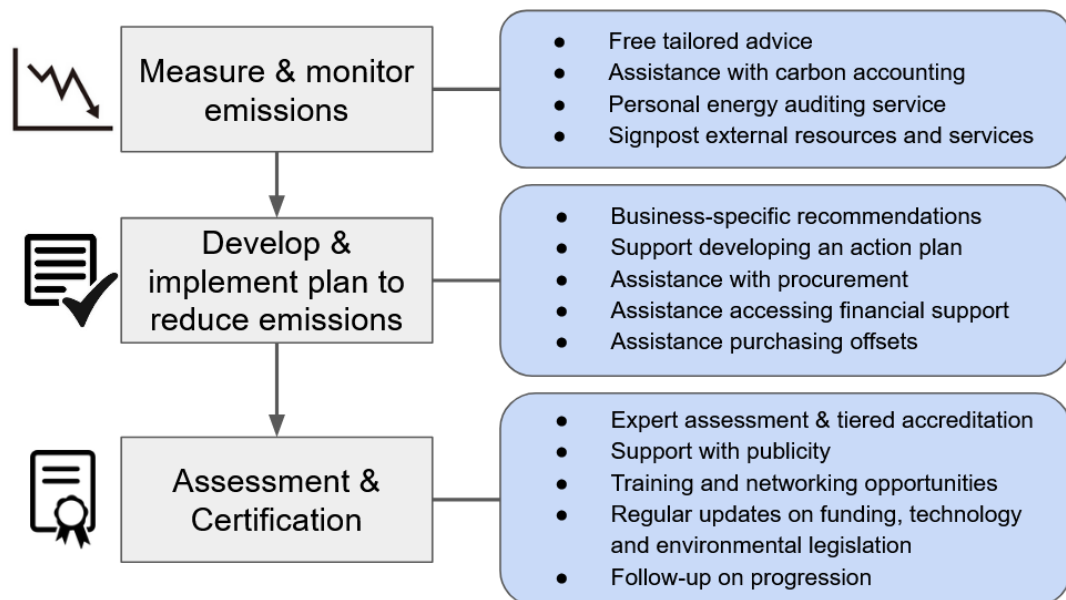 Measure & monitor
emissions
● Free tailored advice
● Assistance with carbon accounting
● Personal energy auditing service
● Signpost external resources and services
Develop &
implement plan to
reduce emissions
● Business-specific recommendations
● Support developing an action plan
● Assistance with procurement
● Assistance accessing financial support
● Assistance purchasing offsets
Assessment &
Certification
● Expert assessment & tiered accreditation
● Support with publicity
● Training and networking opportunities
● Regular updates on funding, technology
and environmental legislation
● Follow-up on progression